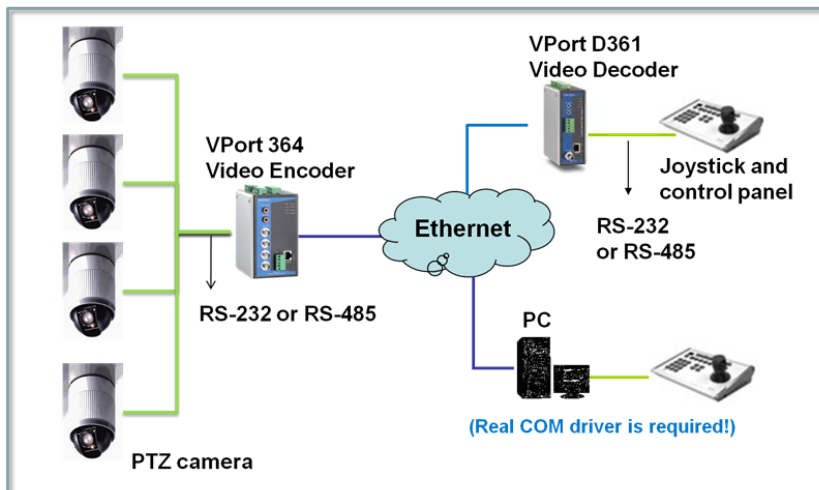 VPort D361
Video Decoder
VPort 364
Video Encoder
Joystick and
control panel
Ethernet
RS-232
or RS-485
RS-232 or RS-485
PC
(Real COM driver is required!)
PTZ camera